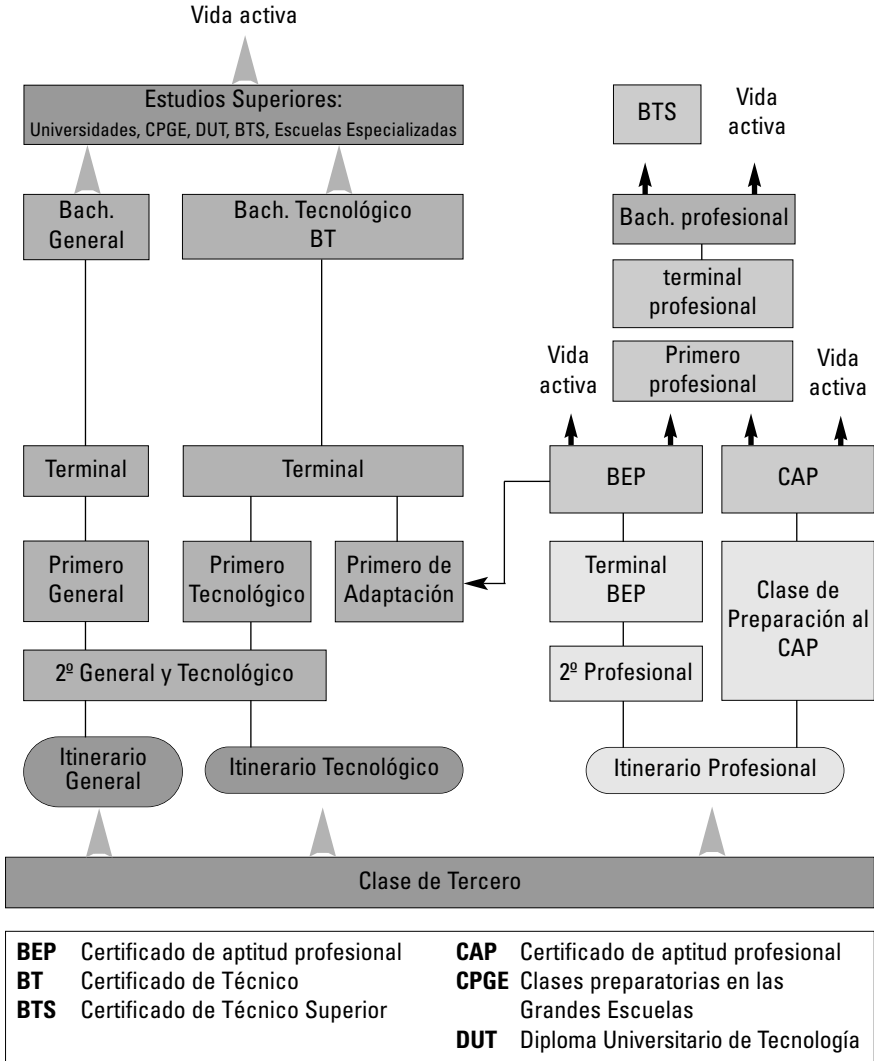 Vida activa
Estudios Superiores:
Universidades, CPGE, DUT, BTS, Escuelas Especializadas
BTS
Vida
activa
Bach.
General
Bach. Tecnológico
BT
Bach. profesional
terminal
profesional
Primero
profesional
Vida
activa
Vida
activa
Terminal
Terminal
BEP
CAP
Primero
General
Primero
Tecnológico
Primero de
Adaptación
Terminal
BEP
Clase de
Preparación al
CAP
2º General y Tecnológico
2º Profesional
Itinerario
General
Itinerario Tecnológico
Itinerario Profesional
Clase de Tercero
BEP Certificado de aptitud profesional
BT Certificado de Técnico
BTS Certificado de Técnico Superior
CAP Certificado de aptitud profesional
CPGE Clases preparatorias en las
Grandes Escuelas
DUT Diploma Universitario de Tecnología